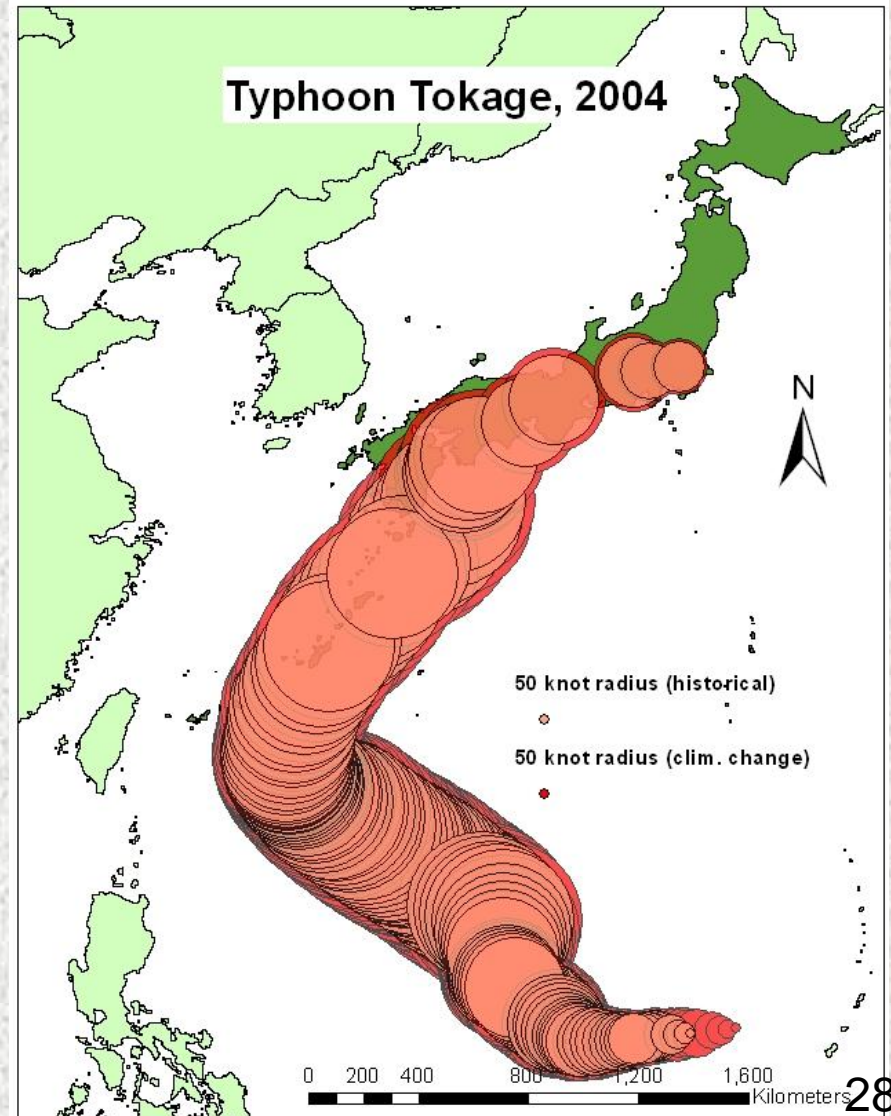 Typhoon Tokage, 2004
N
50 knot radius (historical)
50 knot radius (clim. change)
0 200 400 800 1,200 1,600
Kilometers
28